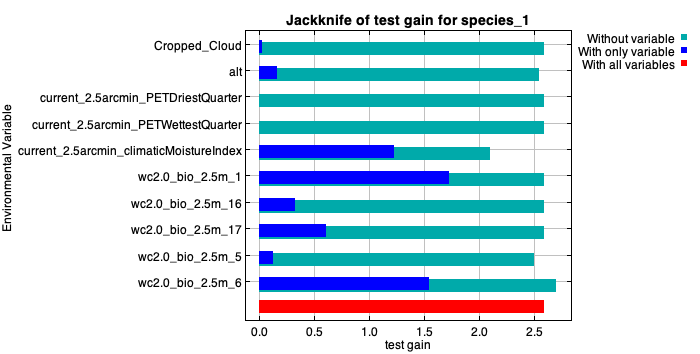 Jackknife of test gain for species_1
Environmental Variable
Cropped_Cloud
alt
current_2.5arcmin_PETDriestQuarter
current_2.5arcmin_PETWettestQuarter
current_2.5arcmin_climaticMoistureIndex
wc2.0_bio_2.5m_1
wc2.0_bio_2.5m_16
wc2.0_bio_2.5m_17
wc2.0_bio_2.5m_5
wc2.0_bio_2.5m_6
0.0 0.5 1.0 1.5 2.0 2.5
test gain
Without variable
With only variable
With all variables